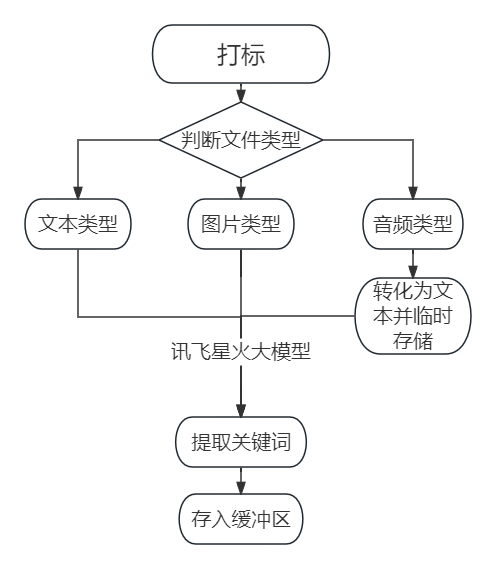 打标
判断文件类型
文本类型
图片类型
音频类型
转化为文
本并临时
存储
讯飞星火大模型
提取关键词
存入缓冲区